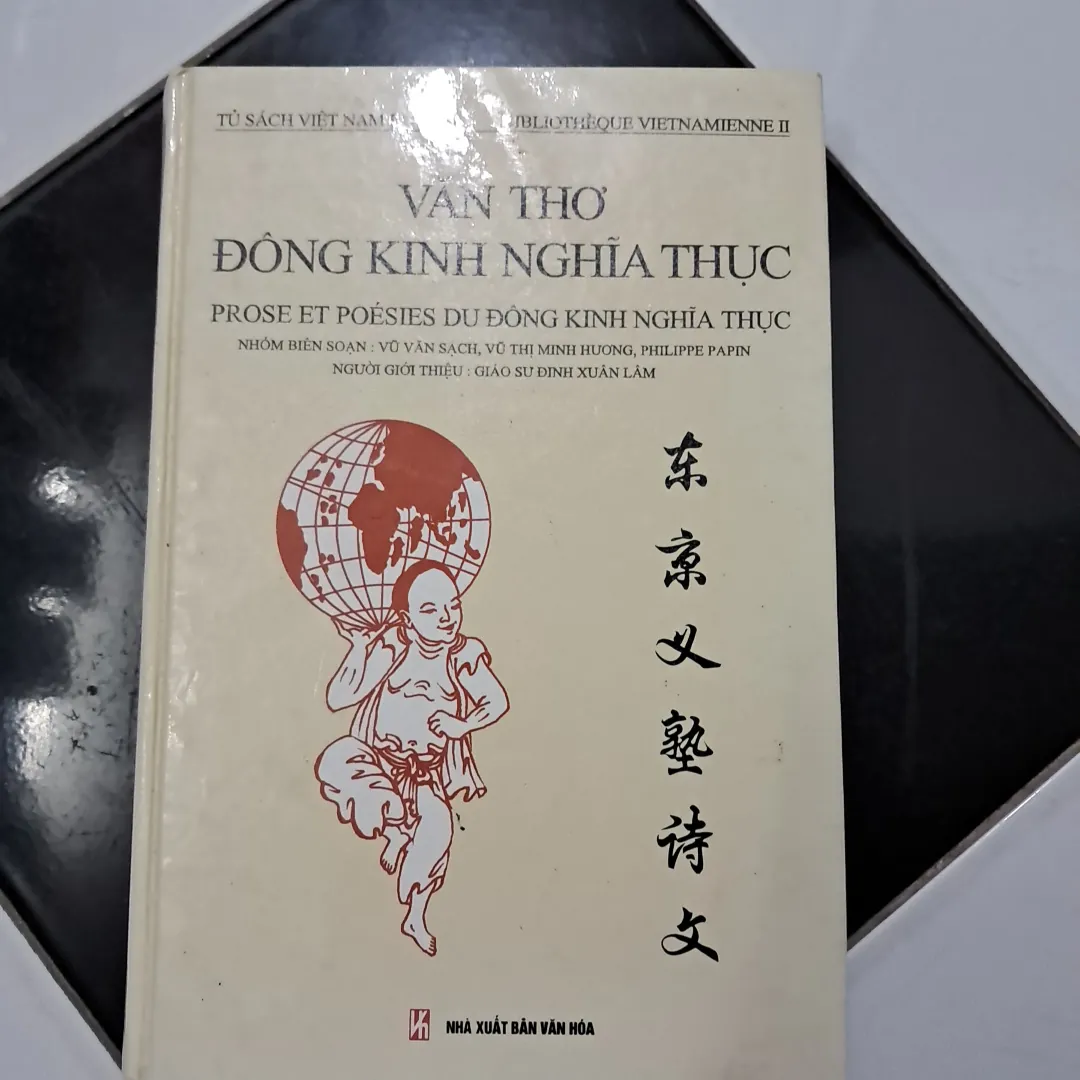 TỦ SÁCH VIỆT NAM BIBLIOTHÈQUE VIETNAMIENNE II
VĂN THƠ
ĐÔNG KINH NGHĨA THỤC
PROSE ET POÉSIES DU ĐÔNG KINH NGHĨA THỤC
NHÓM BIÊN SOẠN : VŨ VĂN SẠCH, VŨ THỊ MINH HƯƠNG, PHILIPPE PAPIN
NGƯỜI GIỚI THIỆU : GIÁO SƯ ĐINH XUÂN LÂM
东
京
义
塾
诗
文
NHÀ XUẤT BẢN VĂN HÓA